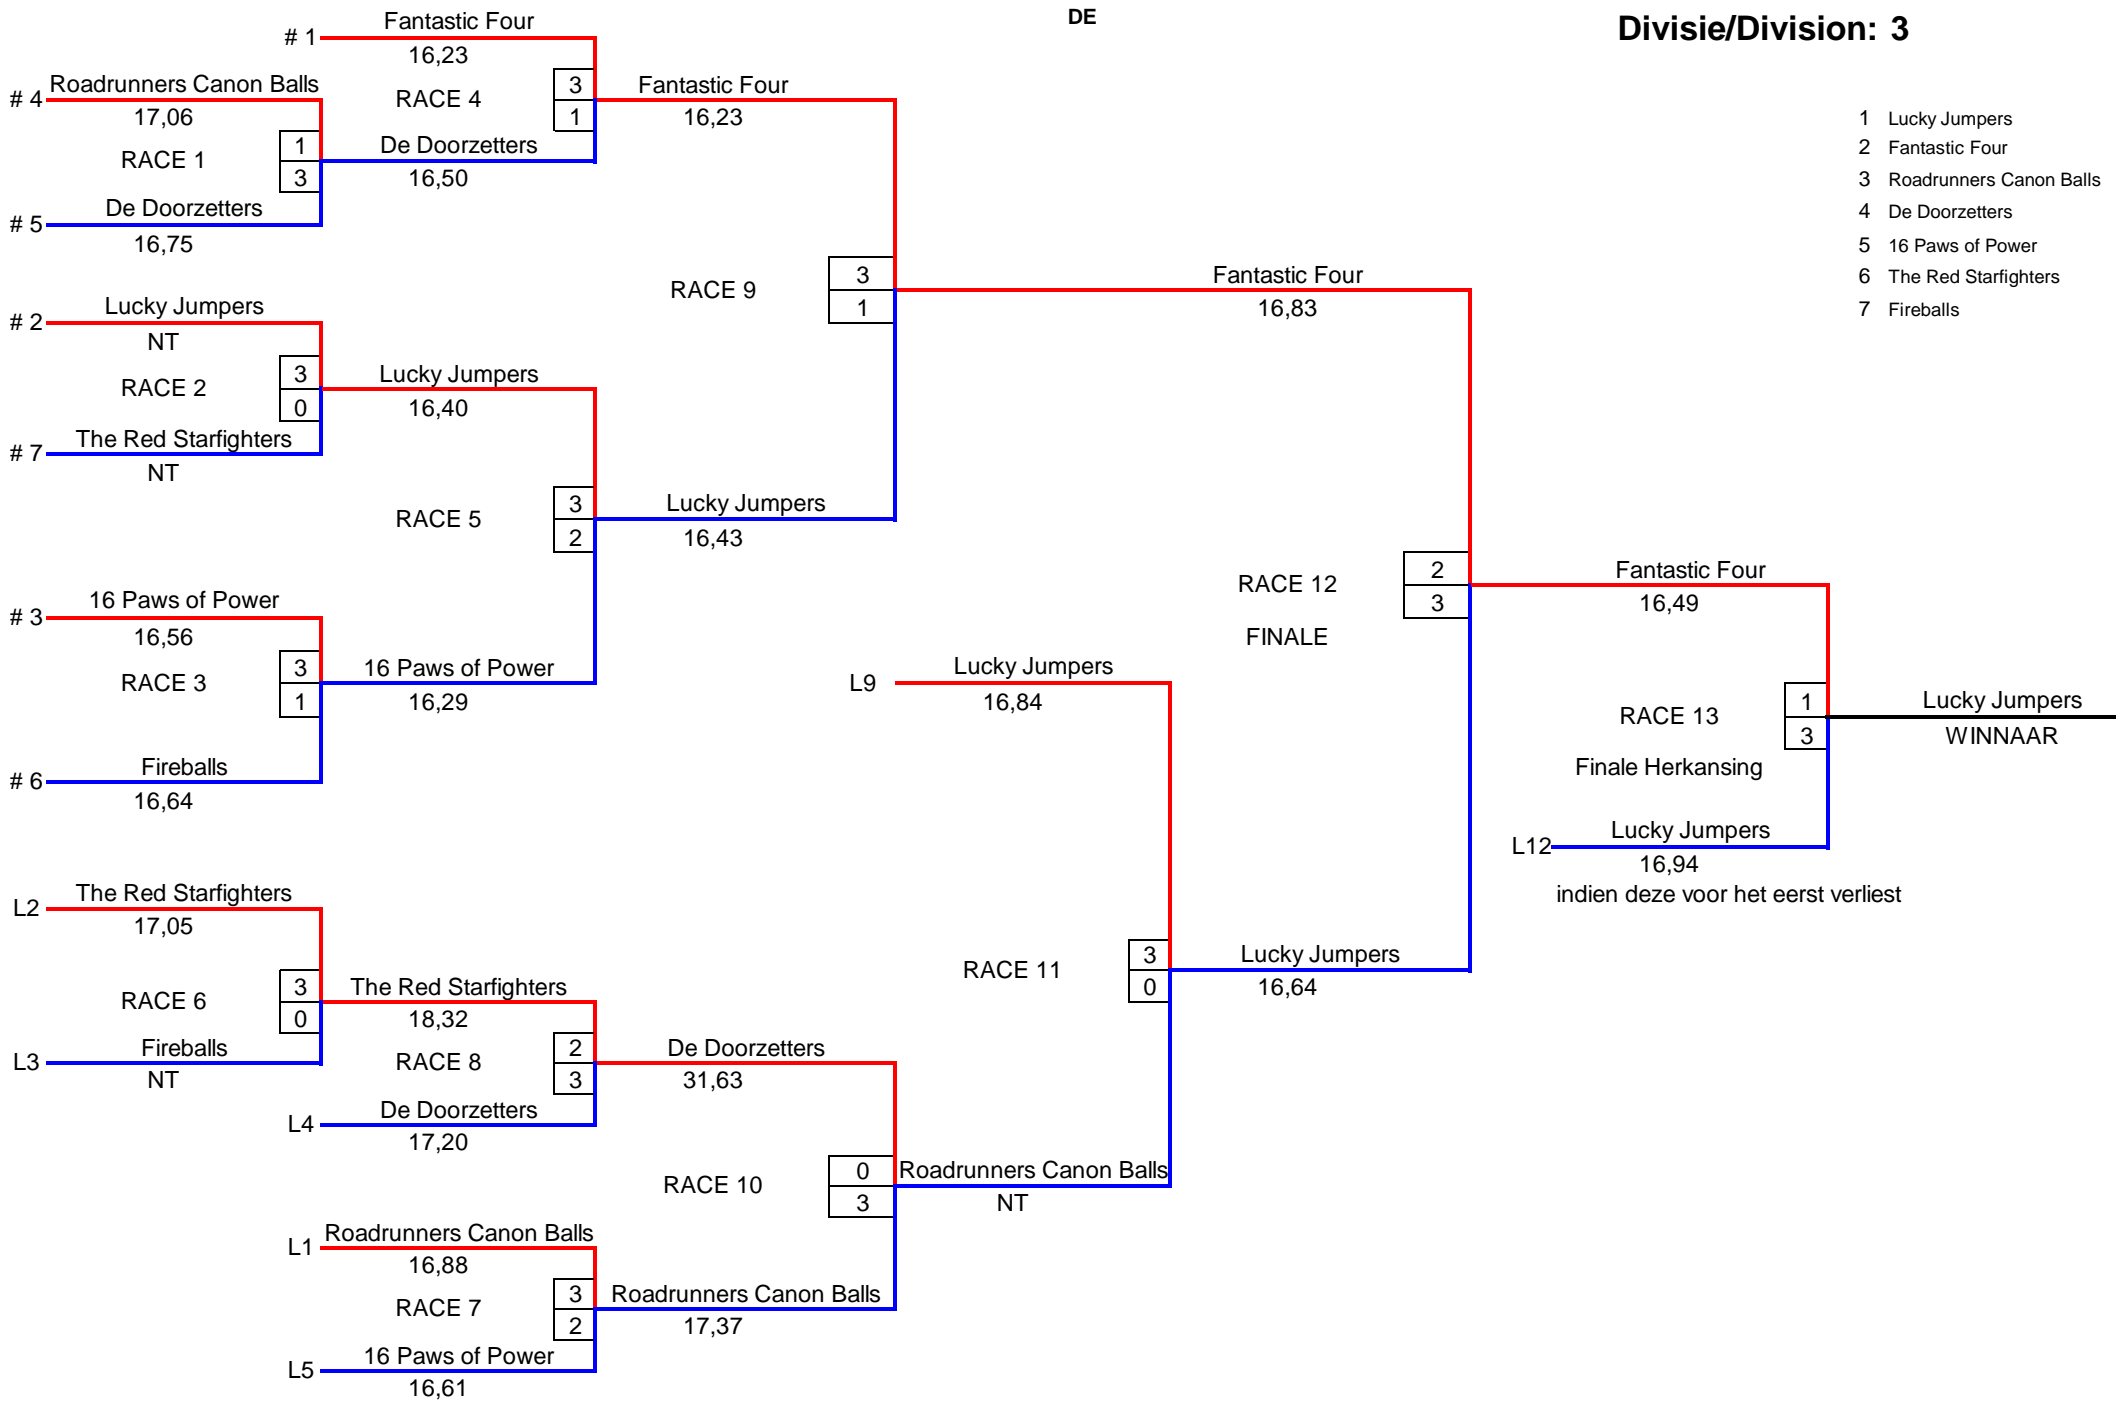 DE
Divisie/Division: 3
1 Lucky Jumpers
2 Fantastic Four
3 Roadrunners Canon Balls
4 De Doorzetters
5 16 Paws of Power
6 The Red Starfighters
7 Fireballs
# 1
Fantastic Four
16,23
# 4
Roadrunners Canon Balls
17,06
RACE 1
1
3
# 5
De Doorzetters
16,75
RACE 4
3
1
De Doorzetters
16,50
# 2
Lucky Jumpers
NT
RACE 2
3
0
# 7
The Red Starfighters
NT
Lucky Jumpers
16,40
RACE 5
3
2
# 3
16 Paws of Power
16,56
RACE 3
3
1
# 6
Fireballs
16,64
16 Paws of Power
16,29
Fantastic Four
16,23
RACE 9
3
1
Lucky Jumpers
16,43
L2
The Red Starfighters
17,05
RACE 6
3
0
L3
Fireballs
NT
The Red Starfighters
18,32
RACE 8
2
3
L4
De Doorzetters
17,20
L1
Roadrunners Canon Balls
16,88
RACE 7
3
2
L5
16 Paws of Power
16,61
De Doorzetters
31,63
RACE 10
0
3
Roadrunners Canon Balls
17,37
L9
Lucky Jumpers
16,84
RACE 11
3
0
Roadrunners Canon Balls
NT
Fantastic Four
16,83
RACE 12
2
3
FINALE
Lucky Jumpers
16,64
Fantastic Four
16,49
RACE 13
1
3
Finale Herkansing
L12
Lucky Jumpers
16,94
indien deze voor het eerst verliest
Lucky Jumpers
WINNAAR